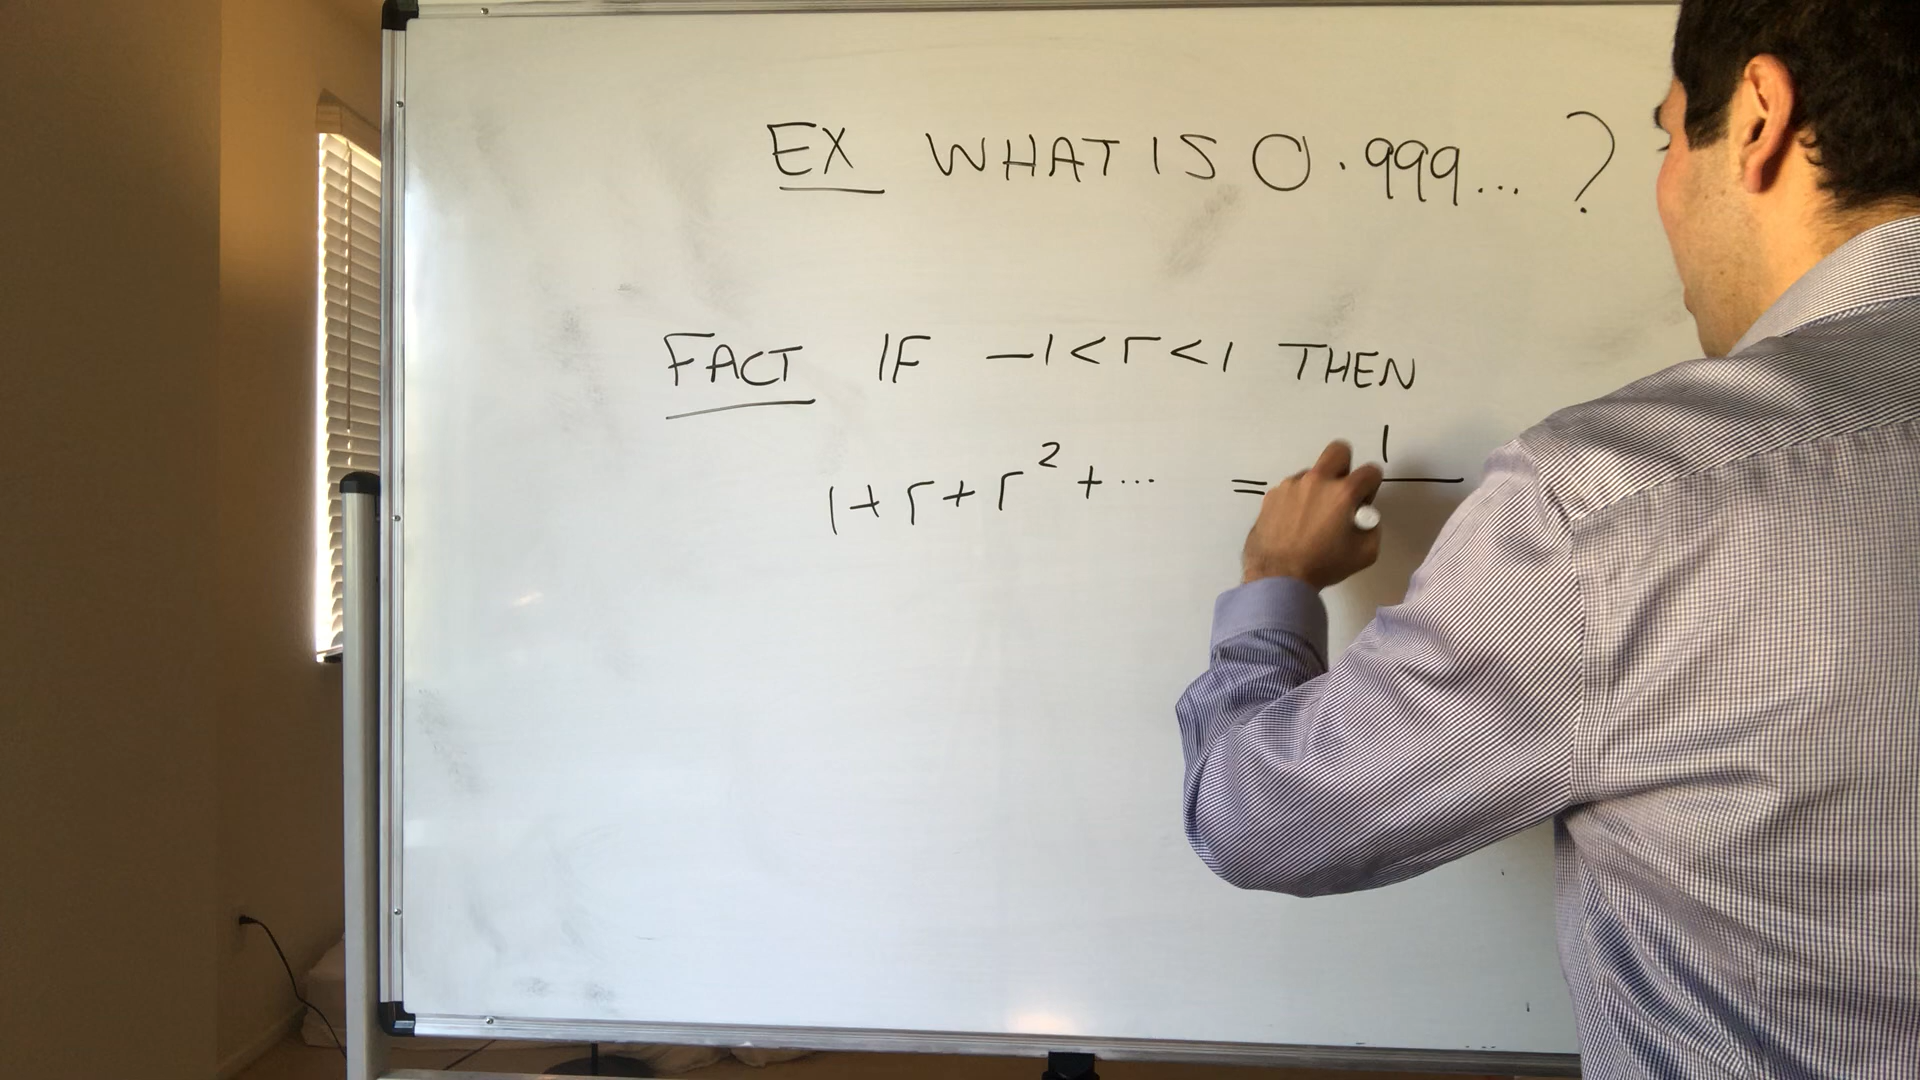 EX WHAT IS 0.999... ?
FACT IF -1<r<1 THEN
1+r+r² +... = 1/